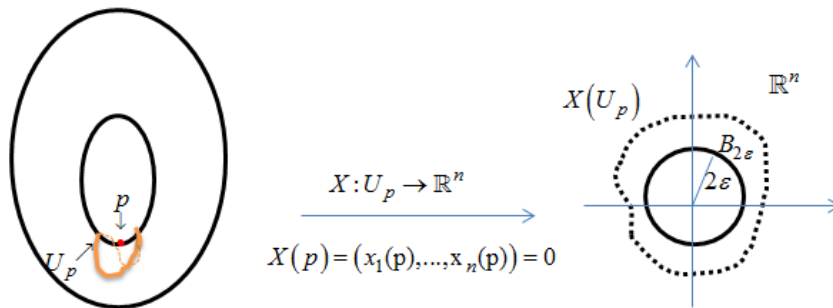 p
U_p
X:U_p → ℝ^n
X(p)=(x_1(p),...,x_n(p))=0
X(U_p)
ℝ^n
B_{2ε}
2ε